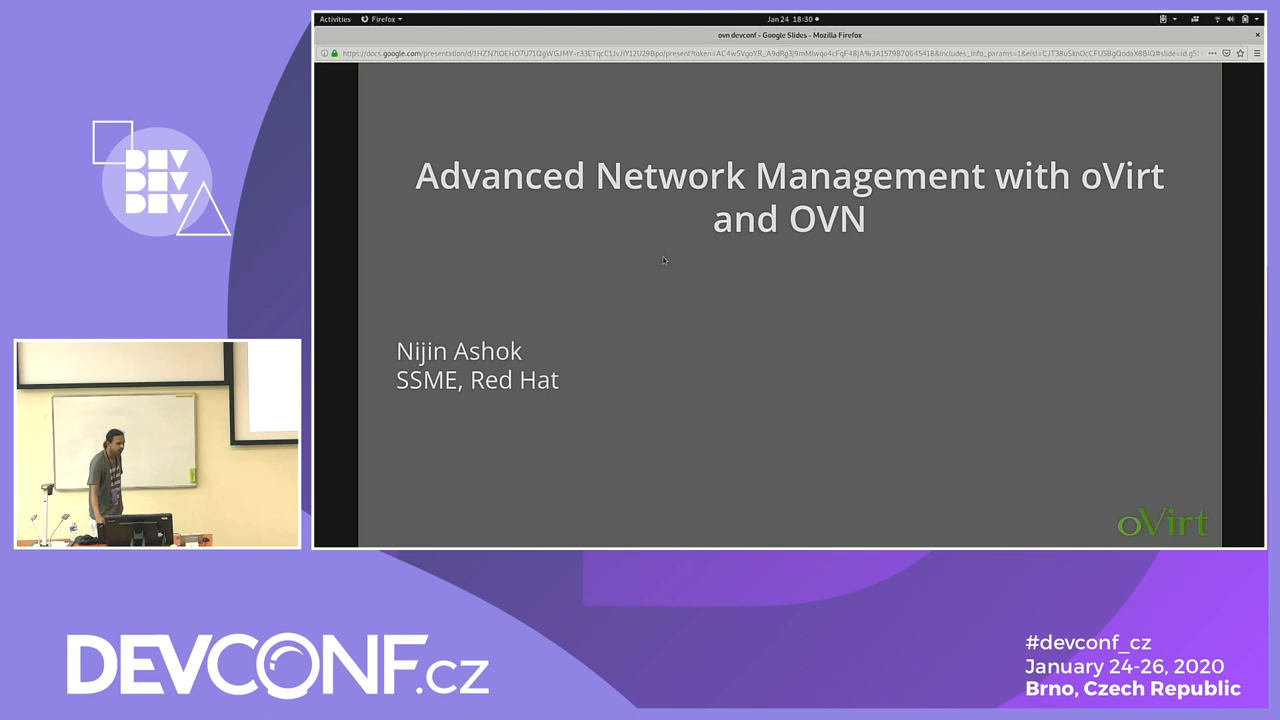 Activities
Firefox
Jan 24 18:30
ovn devconf - Google Slides - Mozilla Firefox
DEV
DEV
DEV
Advanced Network Management with oVirt
and OVN
Nijin Ashok
SSME, Red Hat
oVirt
DEVCONF.cz
#devconf_cz
January 24-26, 2020
Brno, Czech Republic